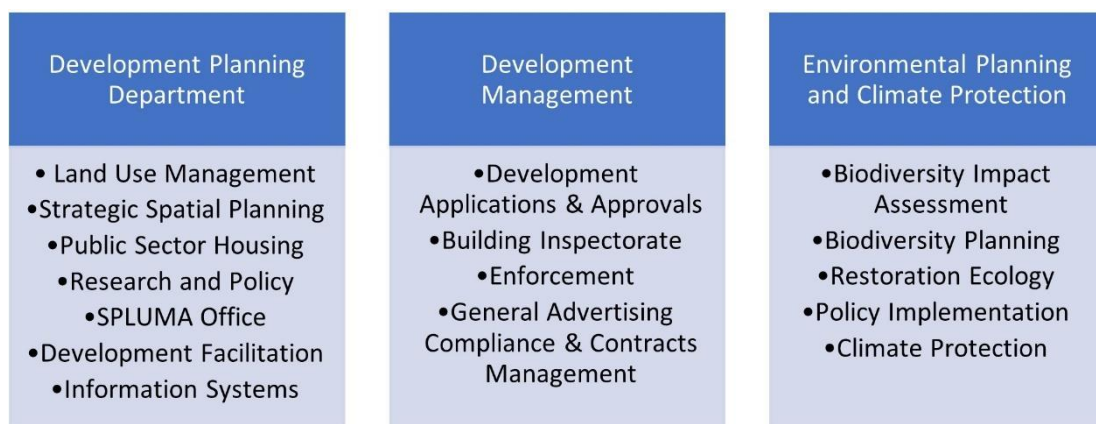 Development Planning
Department
• Land Use Management
•Strategic Spatial Planning
•Public Sector Housing
•Research and Policy
•SPLUMA Office
•Development Facilitation
•Information Systems
Development
Management
•Development
Applications & Approvals
•Building Inspectorate
•Enforcement
•General Advertising
Compliance & Contracts
Management
Environmental Planning
and Climate Protection
•Biodiversity Impact
Assessment
•Biodiversity Planning
•Restoration Ecology
•Policy Implementation
•Climate Protection